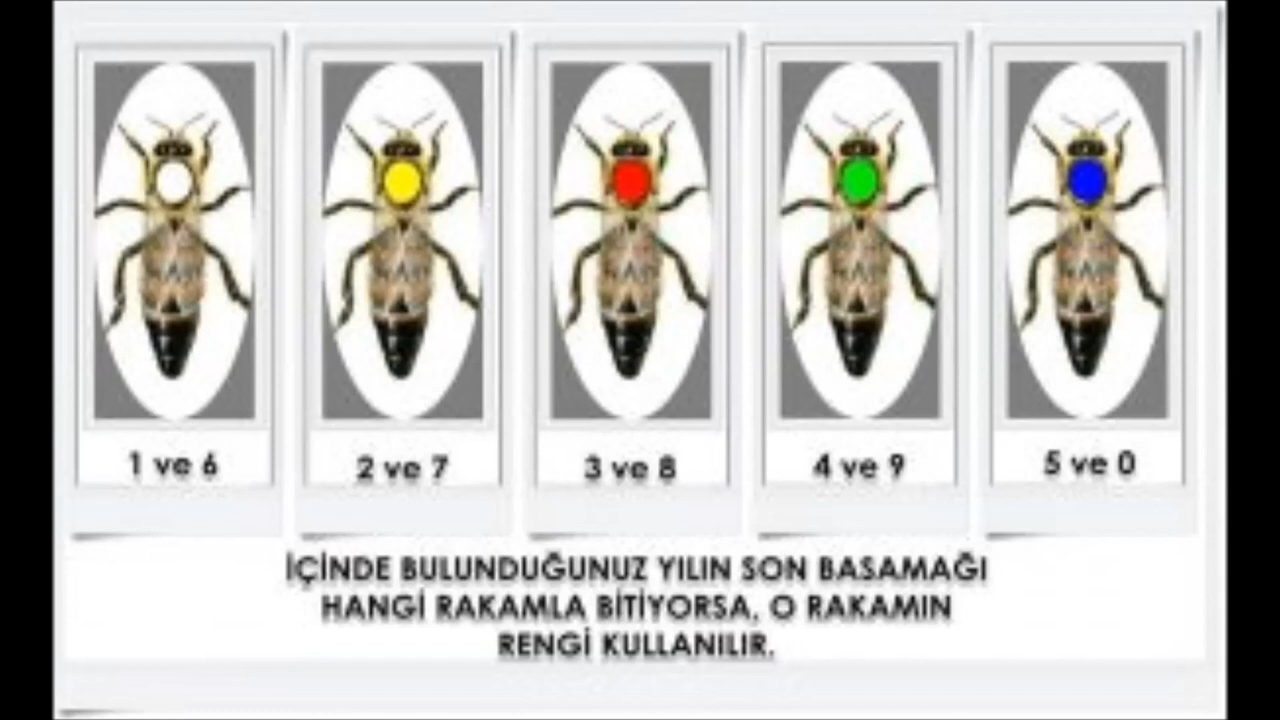 1 ve 6
2 ve 7
3 ve 8
4 ve 9
5 ve 0
İÇİNDE BULUNDUĞUNUZ YILIN SON BASAMAĞI
HANGİ RAKAMLA BİTİYORSA, O RAKAMIN
RENGİ KULLANILIR.